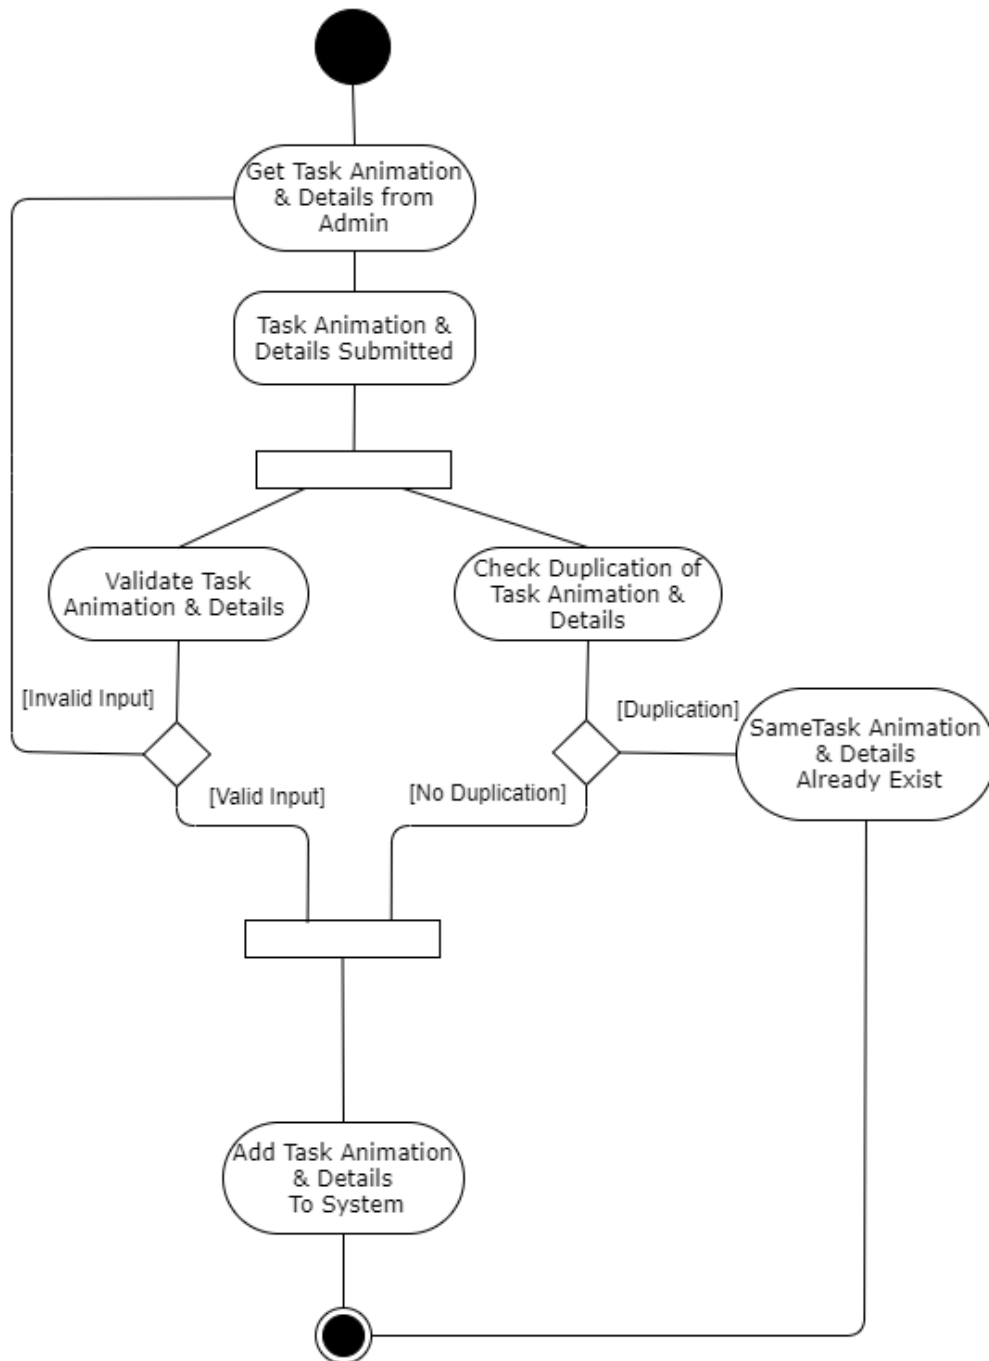 Get Task Animation
& Details from
Admin
Task Animation &
Details Submitted
Validate Task
Animation & Details
Check Duplication of
Task Animation &
Details
[Invalid Input]
[Duplication]
SameTask Animation
& Details
Already Exist
[Valid Input]
[No Duplication]
Add Task Animation
& Details
To System